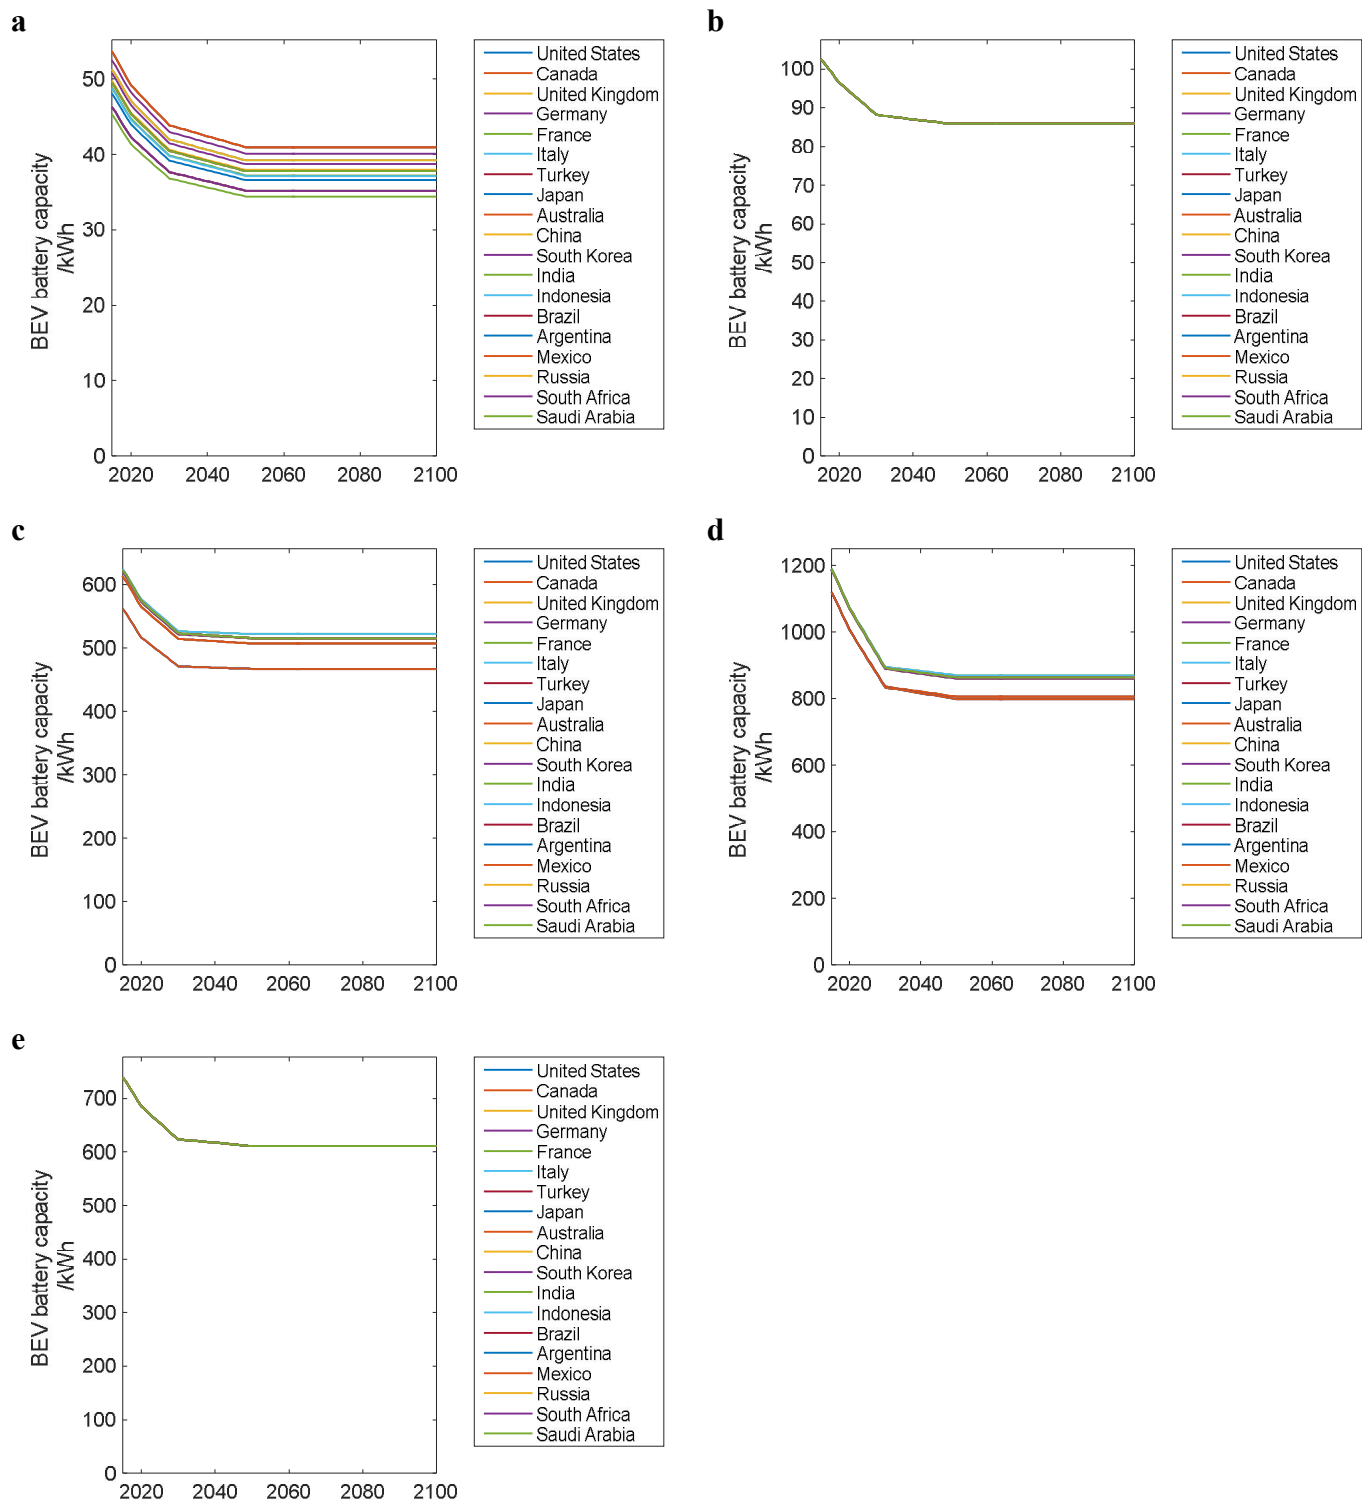 a
50
40
30
20
10
0
BEV battery capacity
/kWh
2020 2040 2060 2080 2100
United States
Canada
United Kingdom
Germany
France
Italy
Turkey
Japan
Australia
China
South Korea
India
Indonesia
Brazil
Argentina
Mexico
Russia
South Africa
Saudi Arabia
b
100
90
80
70
60
50
40
30
20
10
0
BEV battery capacity
/kWh
2020 2040 2060 2080 2100
United States
Canada
United Kingdom
Germany
France
Italy
Turkey
Japan
Australia
China
South Korea
India
Indonesia
Brazil
Argentina
Mexico
Russia
South Africa
Saudi Arabia
c
600
500
400
300
200
100
0
BEV battery capacity
/kWh
2020 2040 2060 2080 2100
United States
Canada
United Kingdom
Germany
France
Italy
Turkey
Japan
Australia
China
South Korea
India
Indonesia
Brazil
Argentina
Mexico
Russia
South Africa
Saudi Arabia
d
1200
1000
800
600
400
200
0
BEV battery capacity
/kWh
2020 2040 2060 2080 2100
United States
Canada
United Kingdom
Germany
France
Italy
Turkey
Japan
Australia
China
South Korea
India
Indonesia
Brazil
Argentina
Mexico
Russia
South Africa
Saudi Arabia
e
700
600
500
400
300
200
100
0
BEV battery capacity
/kWh
2020 2040 2060 2080 2100
United States
Canada
United Kingdom
Germany
France
Italy
Turkey
Japan
Australia
China
South Korea
India
Indonesia
Brazil
Argentina
Mexico
Russia
South Africa
Saudi Arabia